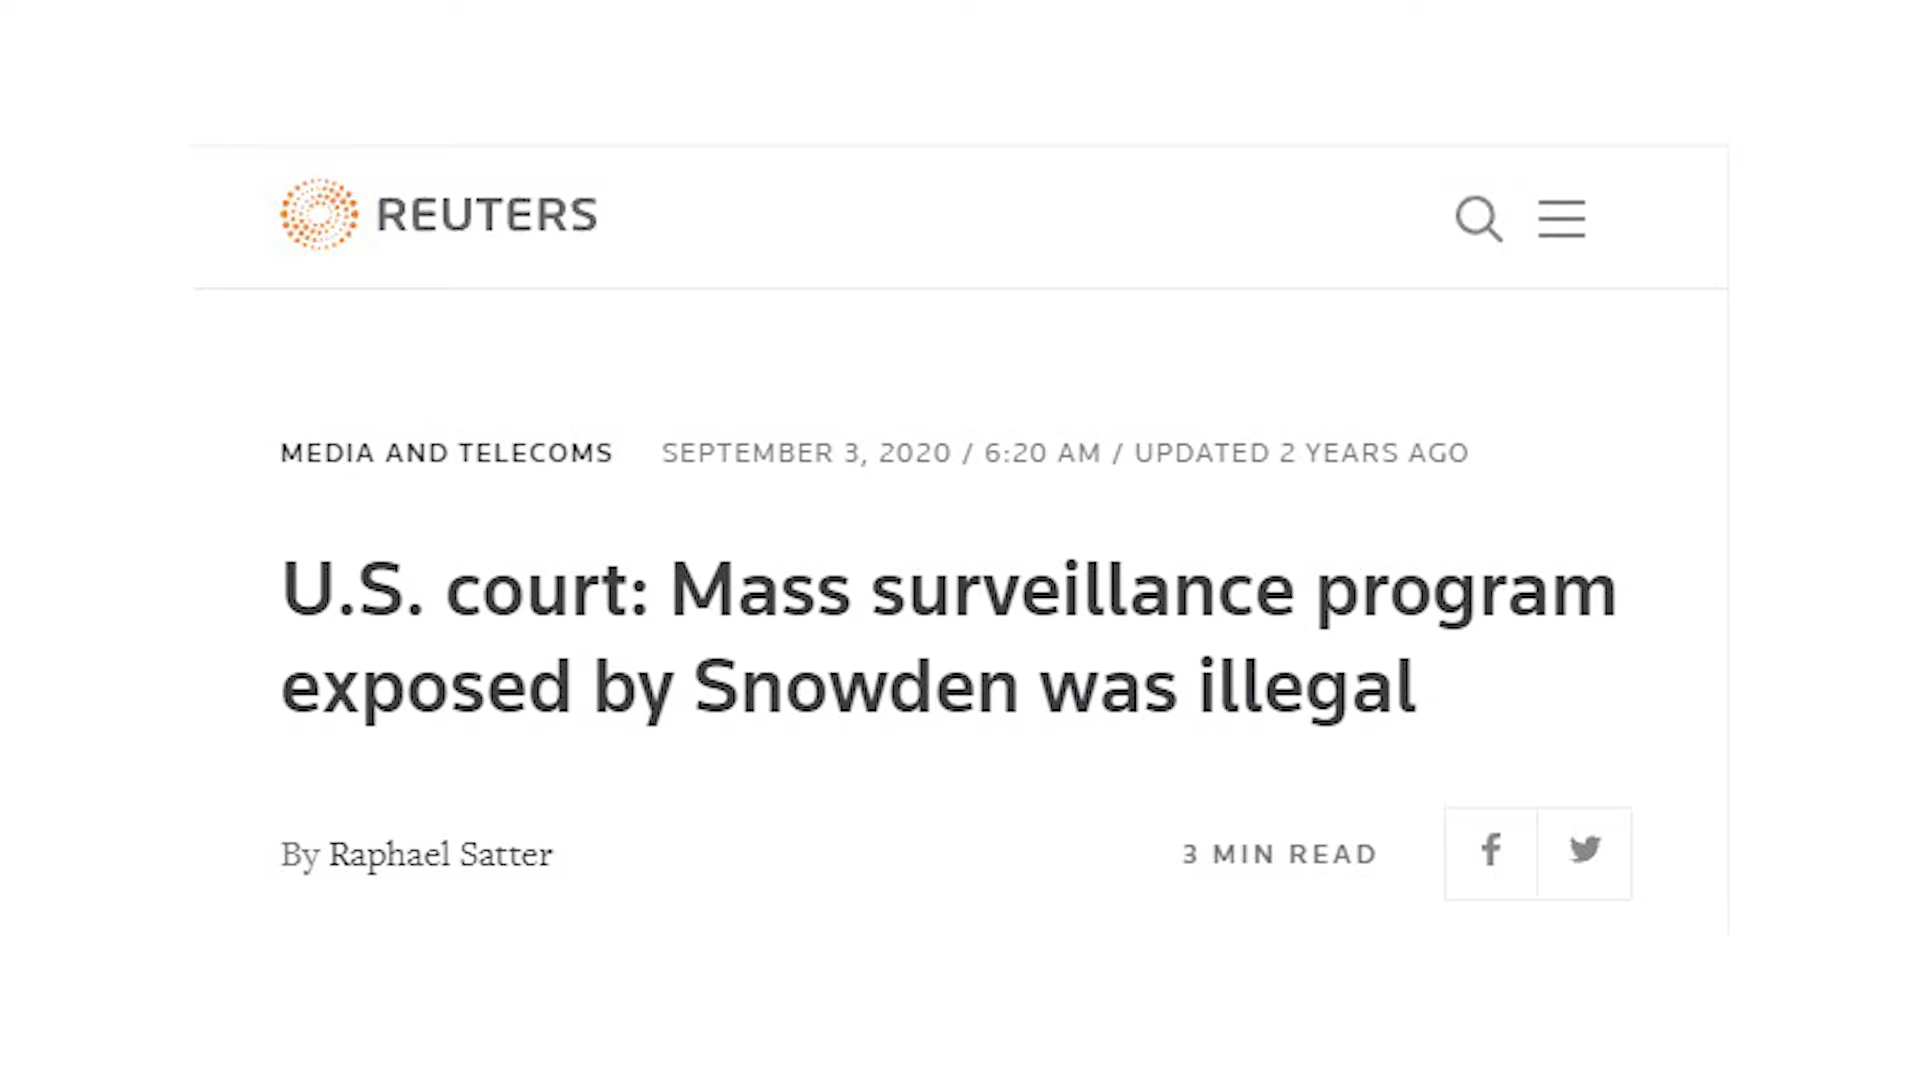 REUTERS
MEDIA AND TELECOMS SEPTEMBER 3, 2020 / 6:20 AM / UPDATED 2 YEARS AGO
U.S. court: Mass surveillance program
exposed by Snowden was illegal
By Raphael Satter 3 MIN READ